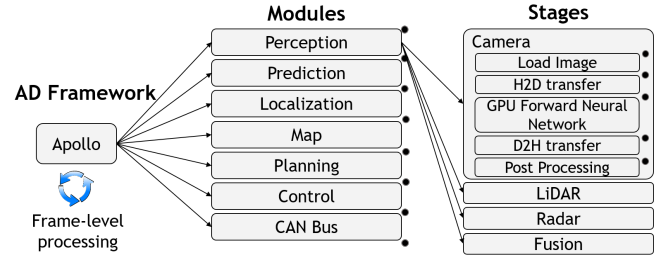 Modules
Stages
AD Framework
Apollo
Frame-level
processing
Perception
Prediction
Localization
Map
Planning
Control
CAN Bus
Camera
Load Image
H2D transfer
GPU Forward Neural
Network
D2H transfer
Post Processing
LiDAR
Radar
Fusion